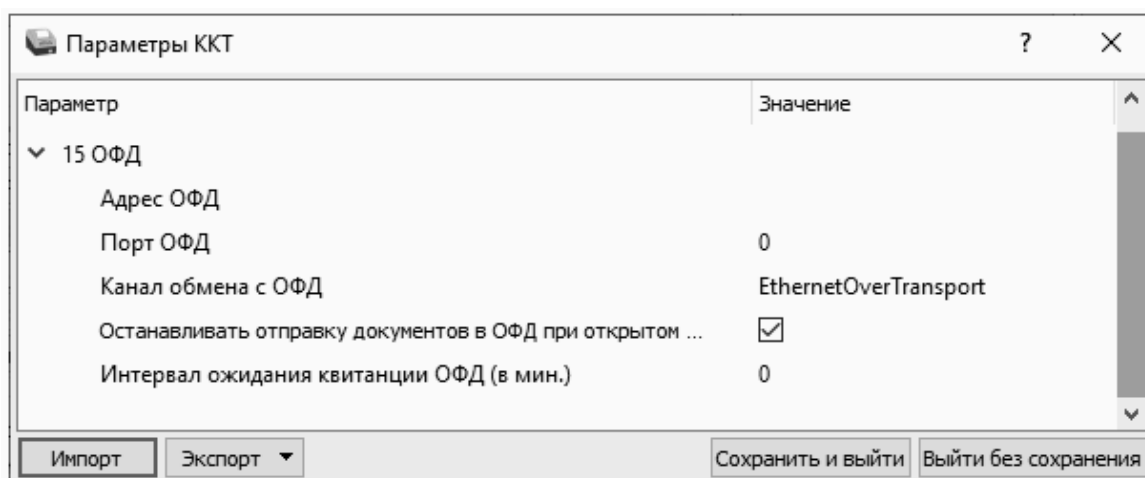 Параметры ККТ ?
Параметр Значение
15 ОФД
Адрес ОФД
Порт ОФД 0
Канал обмена с ОФД EthernetOverTransport
Останавливать отправку документов в ОФД при открытом ...
Интервал ожидания квитанции ОФД (в мин.) 0
Импорт Экспорт Сохранить и выйти Выйти без сохранения